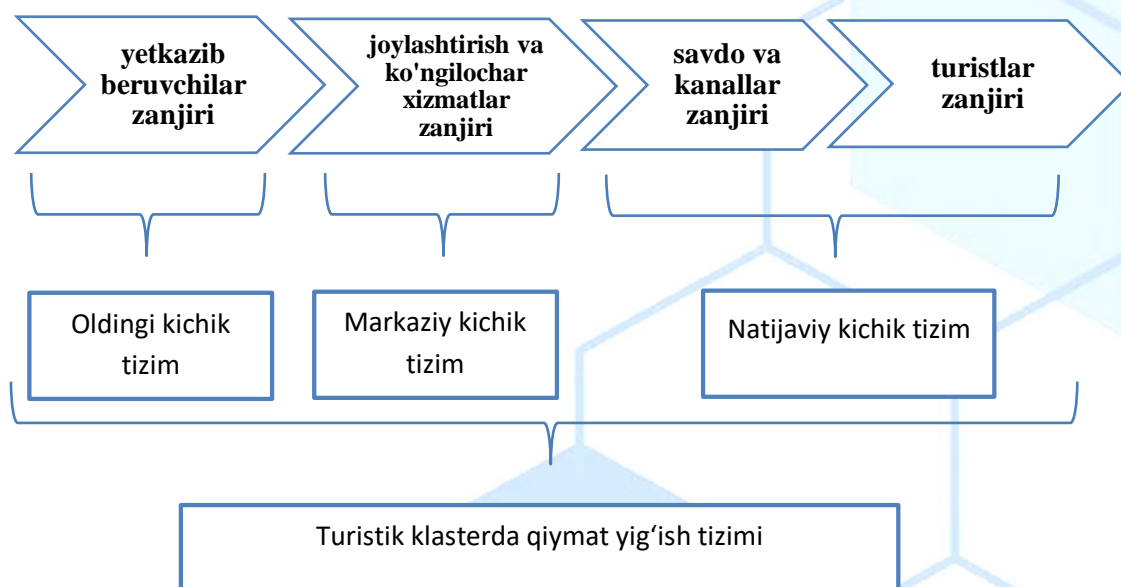 yetkazib
beruvchilar
zanjiri
joylashtirish va
ko'ngilochar
xizmatlar
zanjiri
savdo va
kanallar
zanjiri
turistlar
zanjiri
Oldingi kichik
tizim
Markaziy kichik
tizim
Natijaviy kichik tizim
Turistik klasterda qiymat yig‘ish tizimi